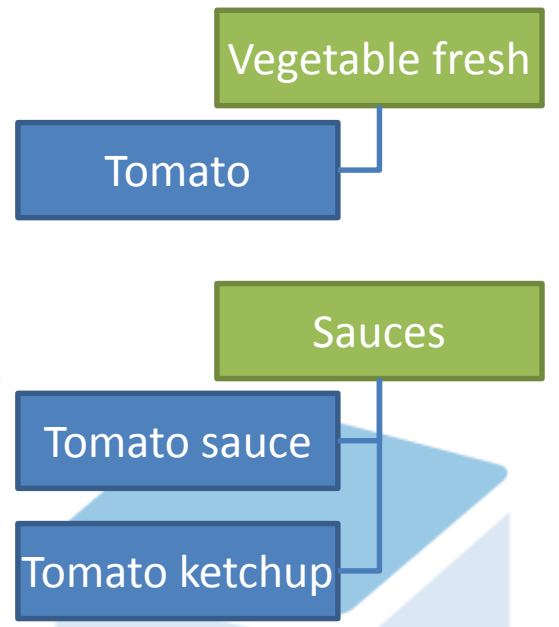 Vegetable fresh
Tomato
Sauces
Tomato sauce
Tomato ketchup